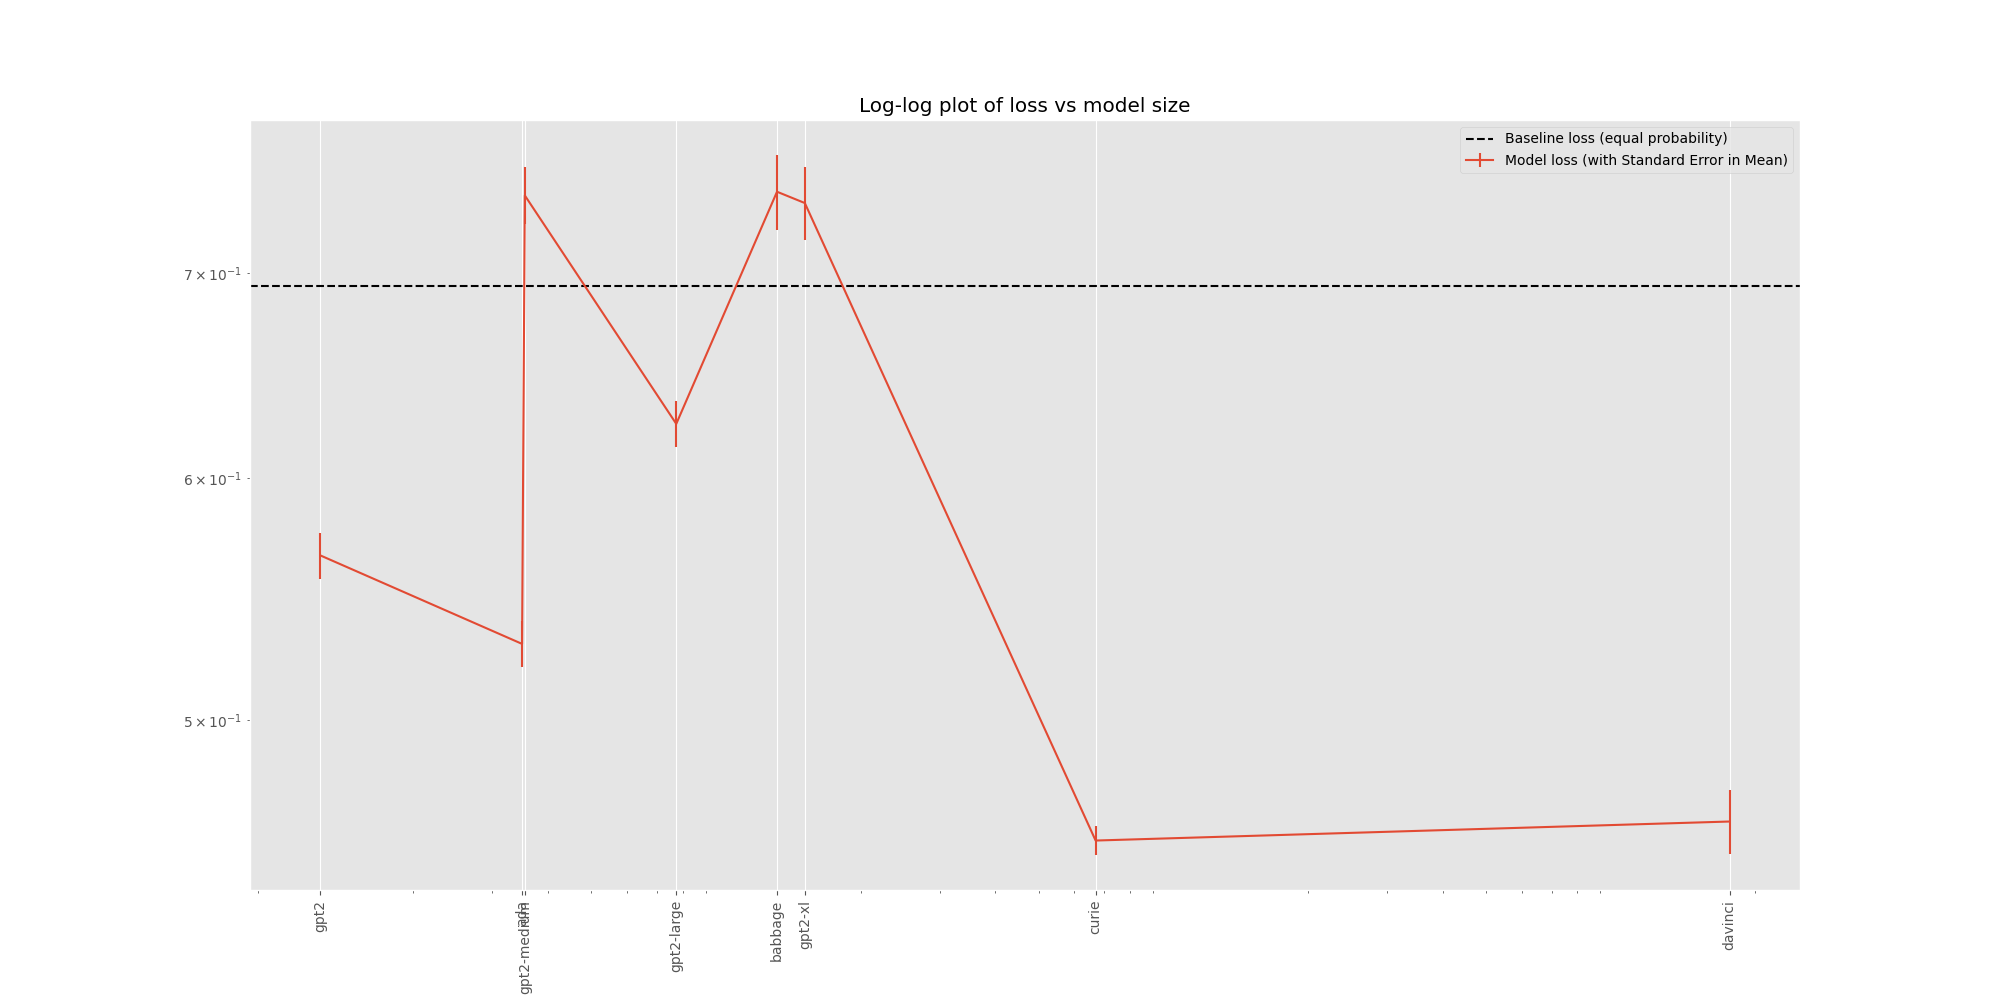 Log-log plot of loss vs model size
Baseline loss (equal probability)
Model loss (with Standard Error in Mean)
7 × 10⁻¹
6 × 10⁻¹
5 × 10⁻¹
gpt2
ada
gpt2-medium
gpt2-large
babbage
gpt2-xl
curie
davinci